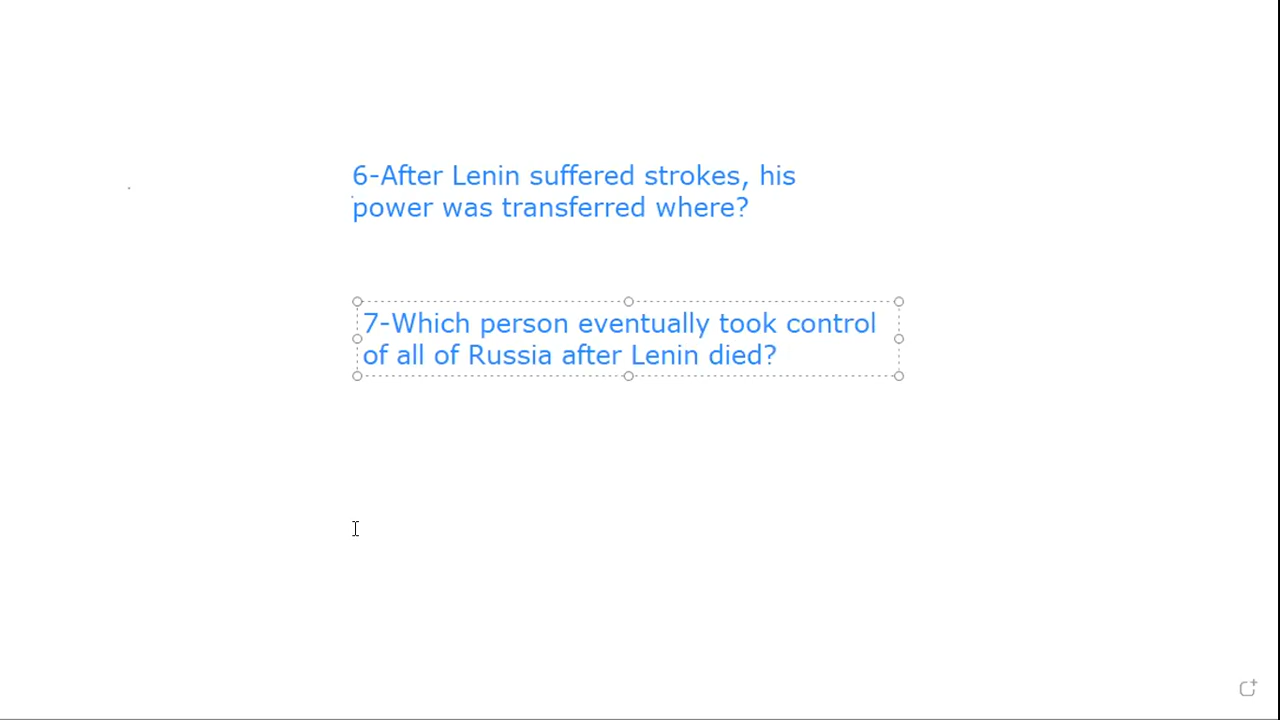 6-After Lenin suffered strokes, his
power was transferred where?
7-Which person eventually took control
of all of Russia after Lenin died?